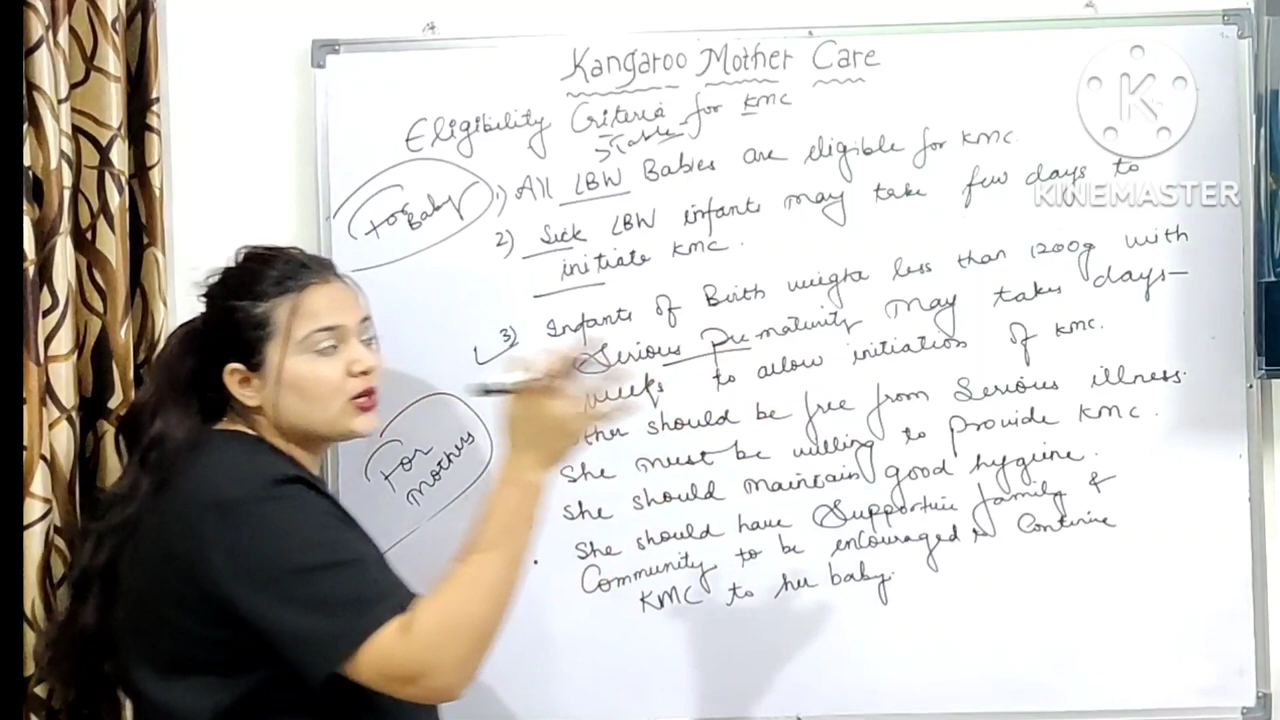 Kangaroo Mother Care
Eligibility Criteria for KMC
Stable
For Baby
1) All LBW Babies are eligible for KMC.
2) Sick LBW infants may take few days to
initiate KMC.
3) Infants of Birth weight less than 1200g with
Serious Prematurity may takes days-
weeks to allow initiation of KMC.
For mothers
other should be free from Serious illness.
She must be willing to provide KMC.
She should maintain good hygiene.
She should have Supportive family &
Community to be encouraged to Continue
KMC to her baby.
K
KINEMASTER